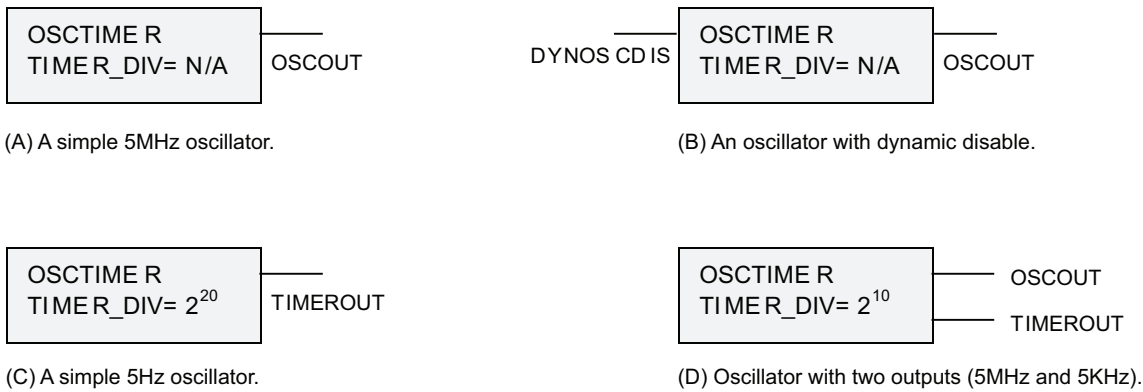 OSCTIMER
TIMER_DIV= N/A
OSCOUT
(A) A simple 5MHz oscillator.
DYNOSCDIS
OSCTIMER
TIMER_DIV= N/A
OSCOUT
(B) An oscillator with dynamic disable.
OSCTIMER
TIMER_DIV= 2^20
TIMEROUT
(C) A simple 5Hz oscillator.
OSCTIMER
TIMER_DIV= 2^10
OSCOUT
TIMEROUT
(D) Oscillator with two outputs (5MHz and 5KHz).